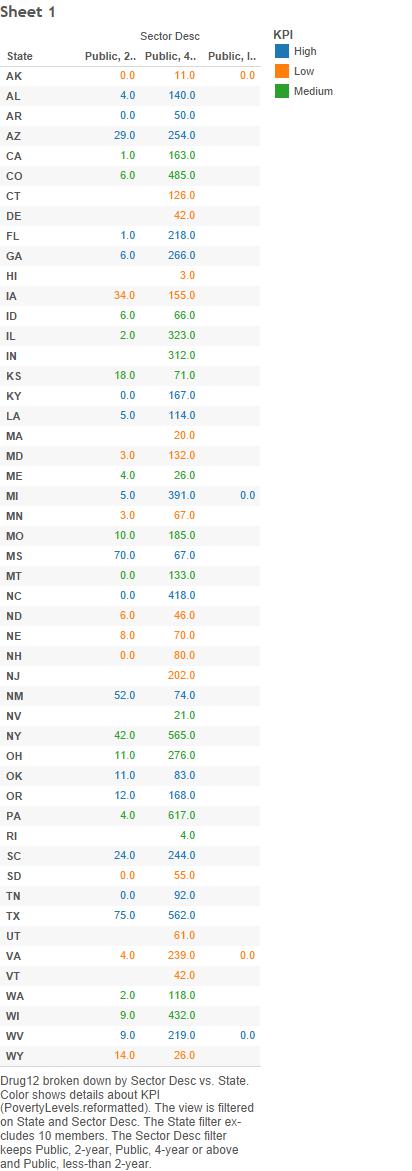 Sheet 1
Sector Desc
State Public, 2.. Public, 4.. Public, l..
AK 0.0 11.0 0.0
AL 4.0 140.0
AR 0.0 50.0
AZ 29.0 254.0
CA 1.0 163.0
CO 6.0 485.0
CT 126.0
DE 42.0
FL 1.0 218.0
GA 6.0 266.0
HI 3.0
IA 34.0 155.0
ID 6.0 66.0
IL 2.0 323.0
IN 312.0
KS 18.0 71.0
KY 0.0 167.0
LA 5.0 114.0
MA 20.0
MD 3.0 132.0
ME 4.0 26.0
MI 5.0 391.0 0.0
MN 3.0 67.0
MO 10.0 185.0
MS 70.0 67.0
MT 0.0 133.0
NC 0.0 418.0
ND 6.0 46.0
NE 8.0 70.0
NH 0.0 80.0
NJ 202.0
NM 52.0 74.0
NV 21.0
NY 42.0 565.0
OH 11.0 276.0
OK 11.0 83.0
OR 12.0 168.0
PA 4.0 617.0
RI 4.0
SC 24.0 244.0
SD 0.0 55.0
TN 0.0 92.0
TX 75.0 562.0
UT 61.0
VA 4.0 239.0 0.0
VT 42.0
WA 2.0 118.0
WI 9.0 432.0
WV 9.0 219.0 0.0
WY 14.0 26.0
Drug12 broken down by Sector Desc vs. State.
Color shows details about KPI
(PovertyLevels.reformatted). The view is filtered
on State and Sector Desc. The State filter ex-
cludes 10 members. The Sector Desc filter
keeps Public, 2-year, Public, 4-year or above
and Public, less-than 2-year.
KPI
High
Low
Medium